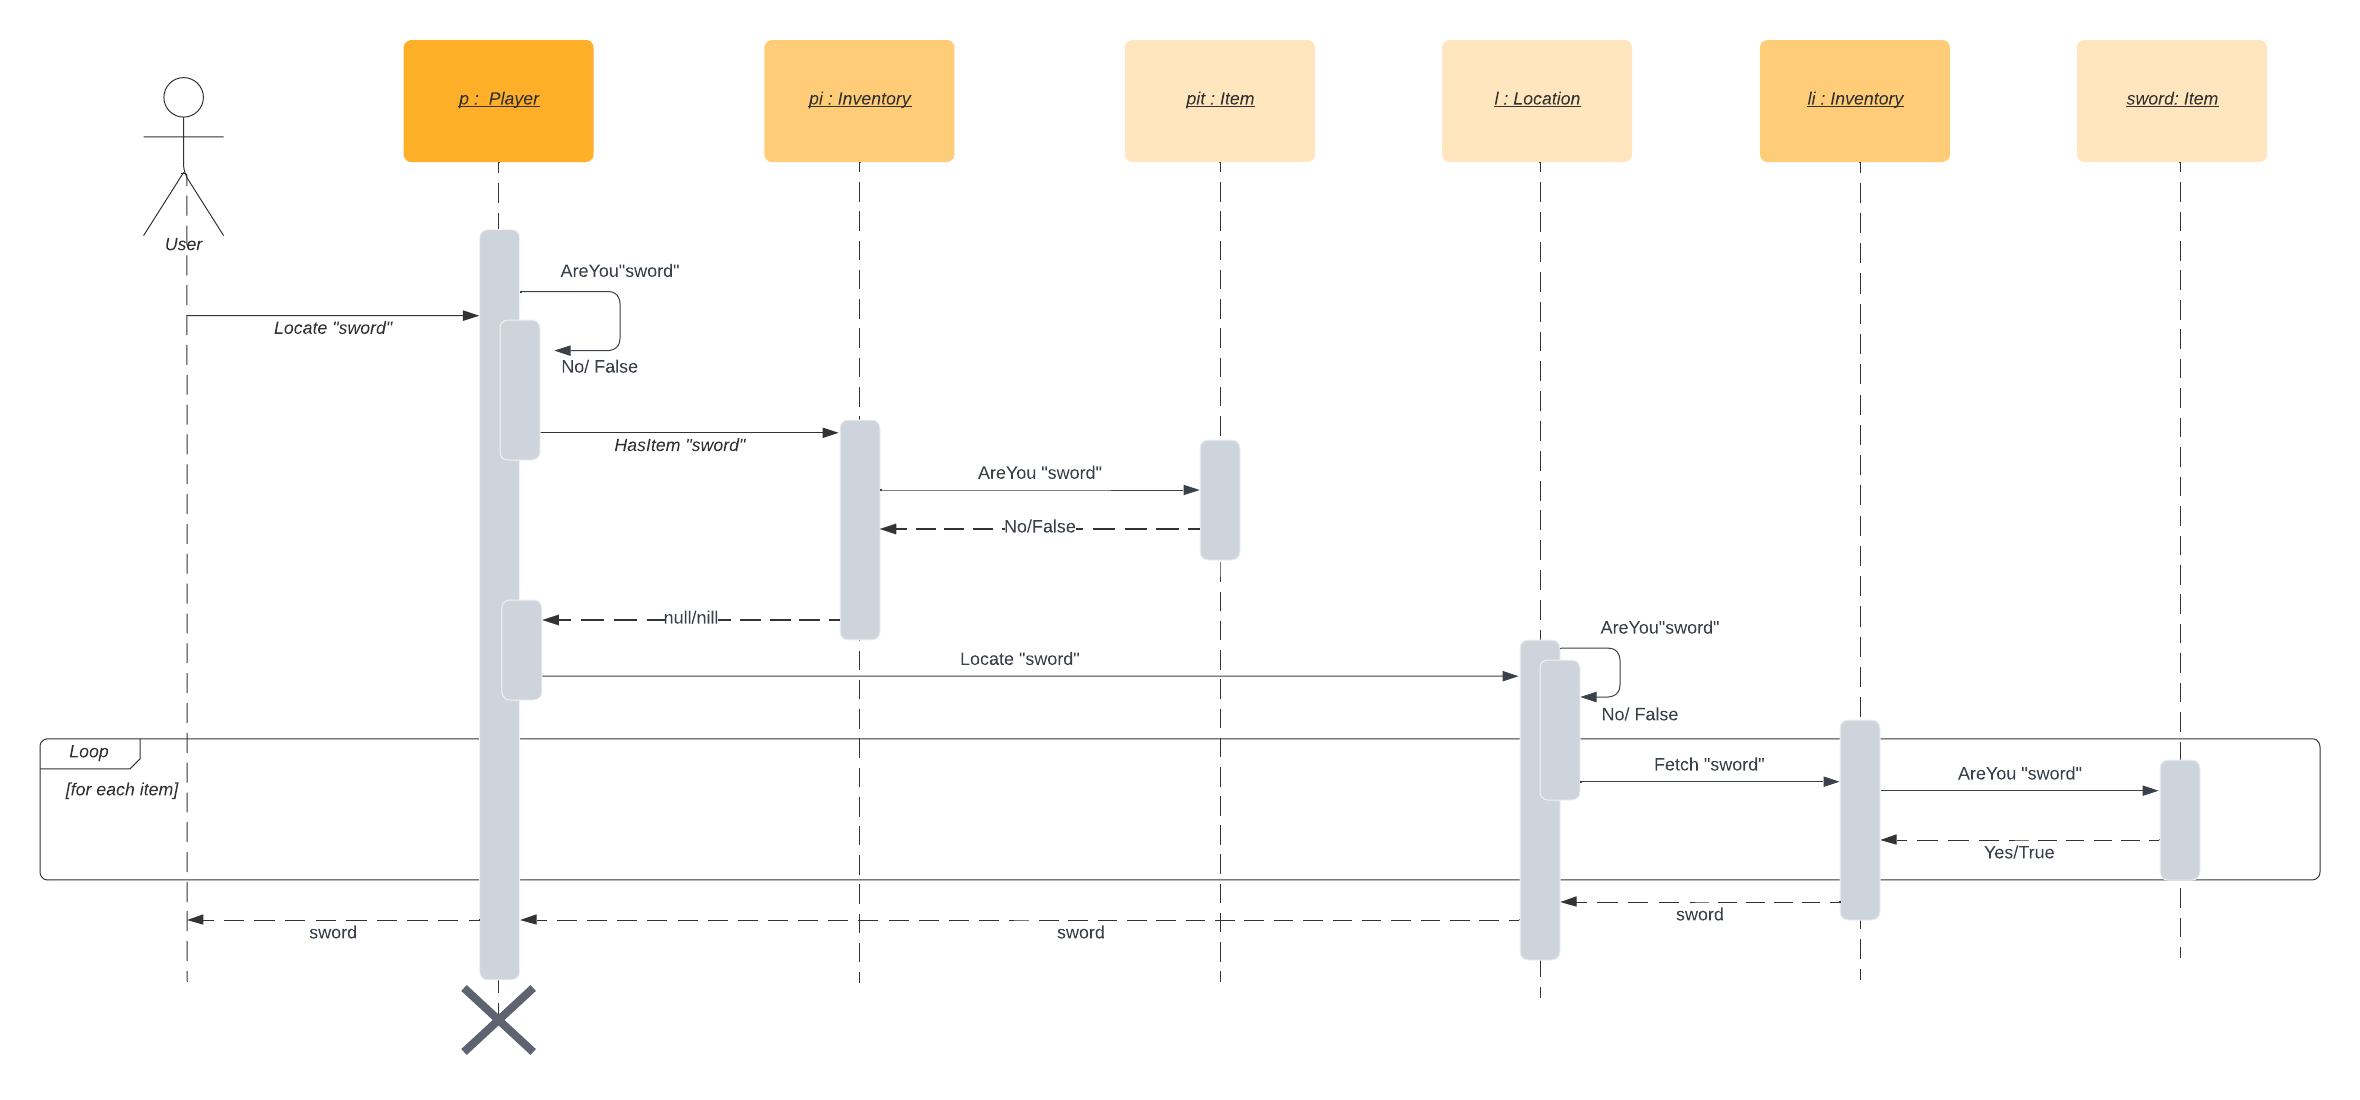 p :  Player
pi : Inventory
pit : Item
l : Location
li : Inventory
sword: Item
User
AreYou"sword"
Locate "sword"
No/ False
HasItem "sword"
AreYou "sword"
No/False
null/nill
AreYou"sword"
Locate "sword"
No/ False
Loop
[for each item]
Fetch "sword"
AreYou "sword"
Yes/True
sword
sword
sword